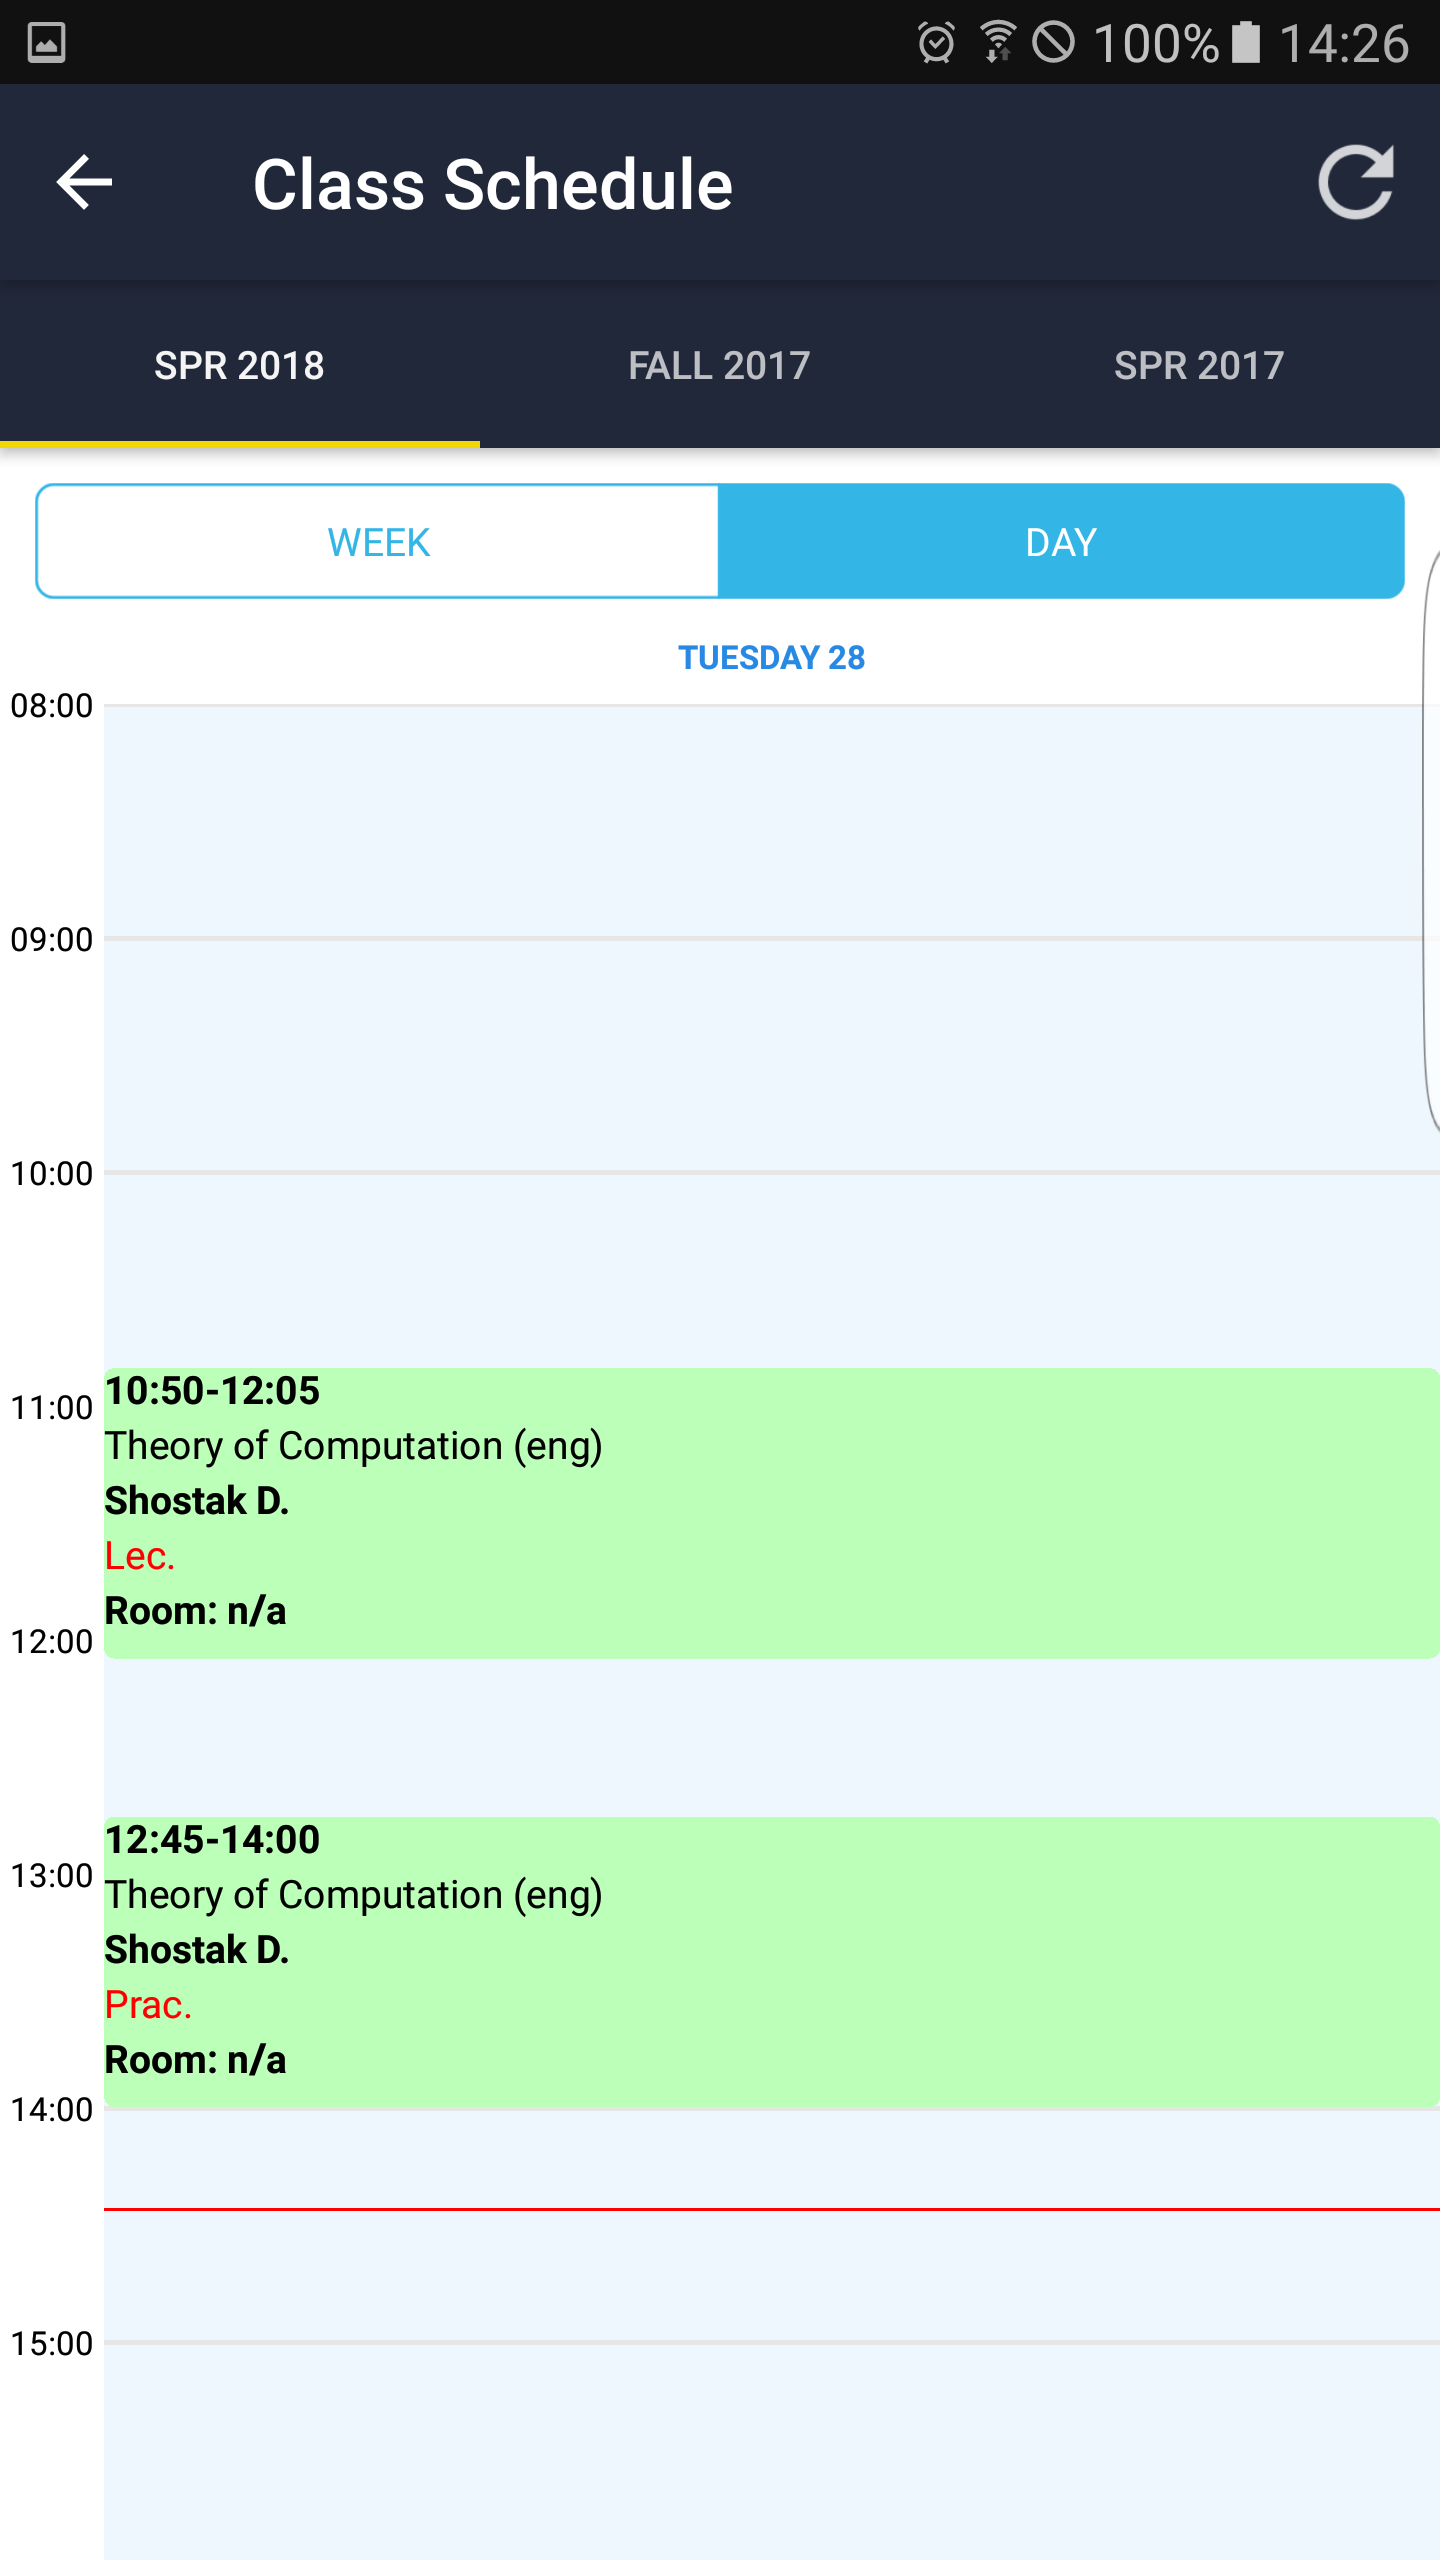 100% 14:26
Class Schedule
SPR 2018 FALL 2017 SPR 2017
WEEK DAY
TUESDAY 28
08:00
09:00
10:00
10:50-12:05
11:00
Theory of Computation (eng)
Shostak D.
Lec.
Room: n/a
12:00
12:45-14:00
13:00
Theory of Computation (eng)
Shostak D.
Prac.
Room: n/a
14:00
15:00